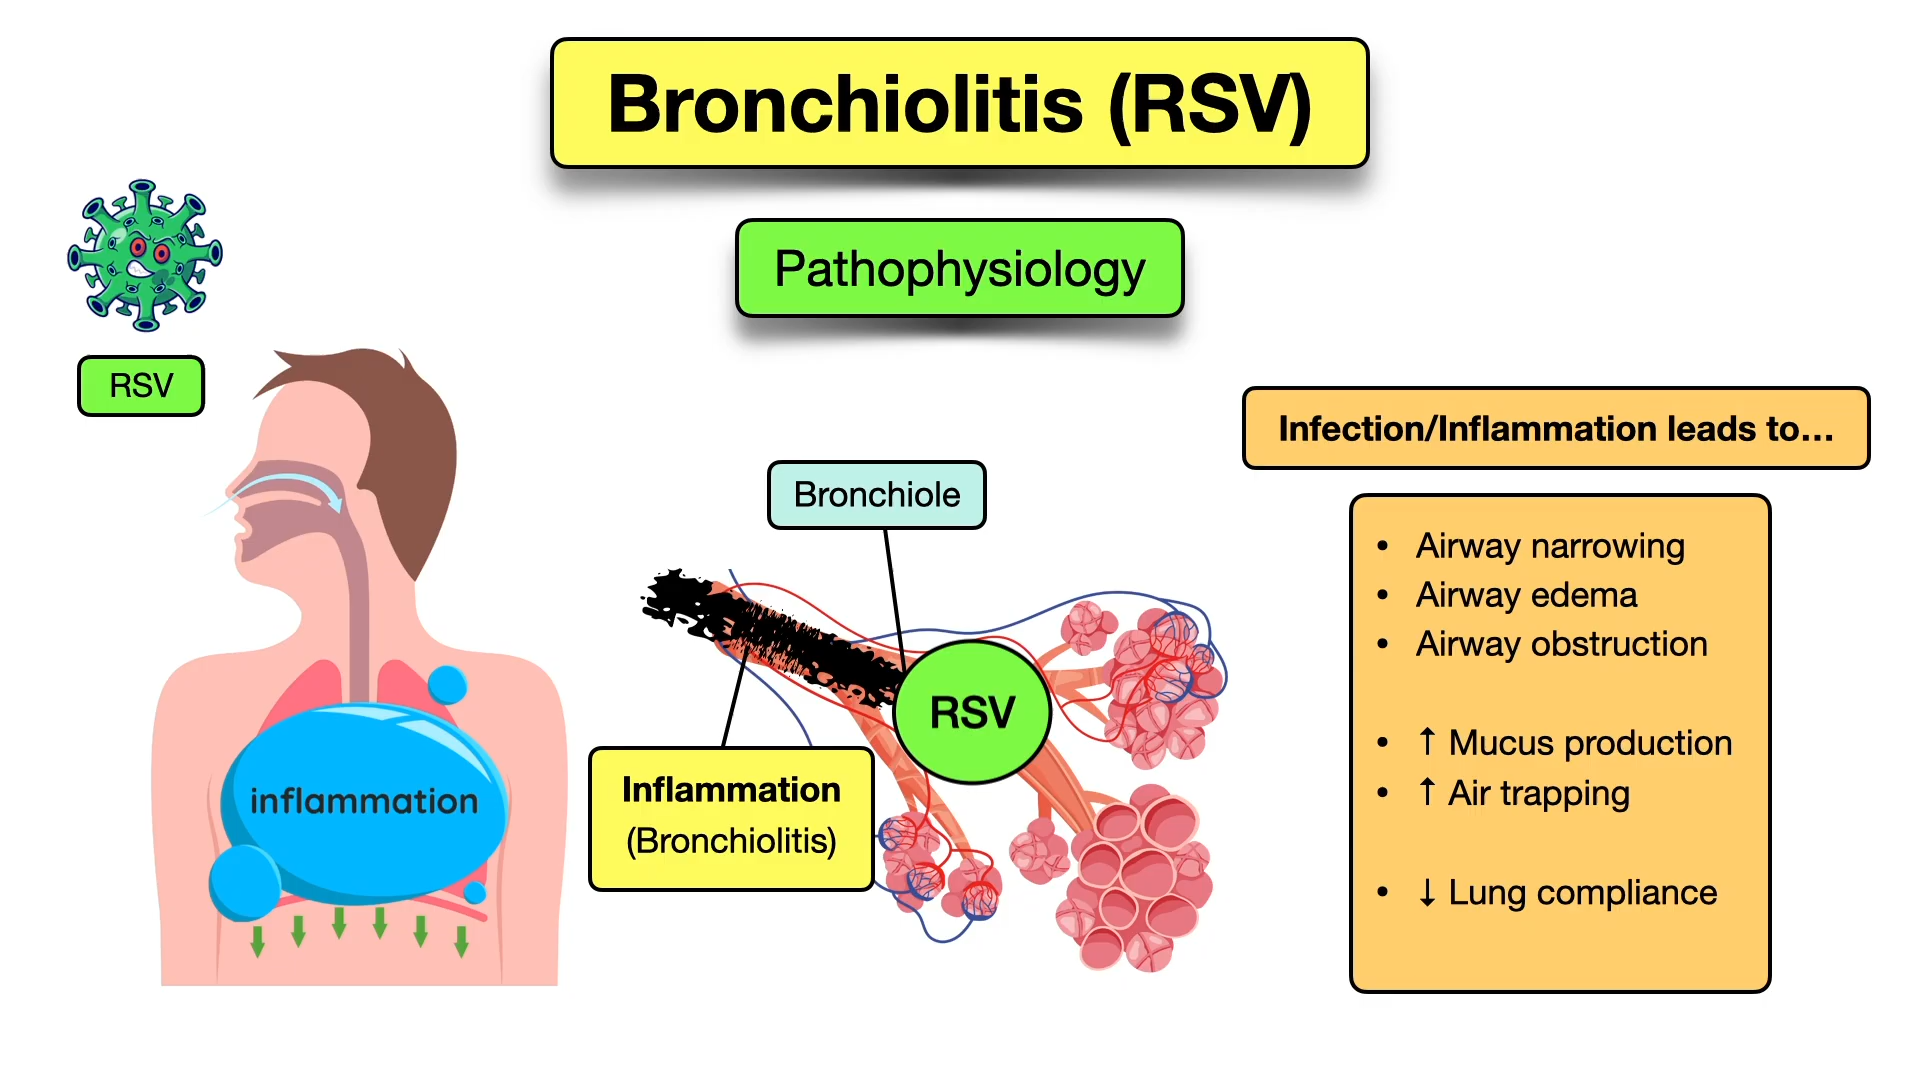 Bronchiolitis (RSV)
Pathophysiology
RSV
Infection/Inflammation leads to...
Bronchiole
• Airway narrowing
• Airway edema
• Airway obstruction
RSV
• ↑ Mucus production
• ↑ Air trapping
inflammation
Inflammation
(Bronchiolitis)
• ↓ Lung compliance